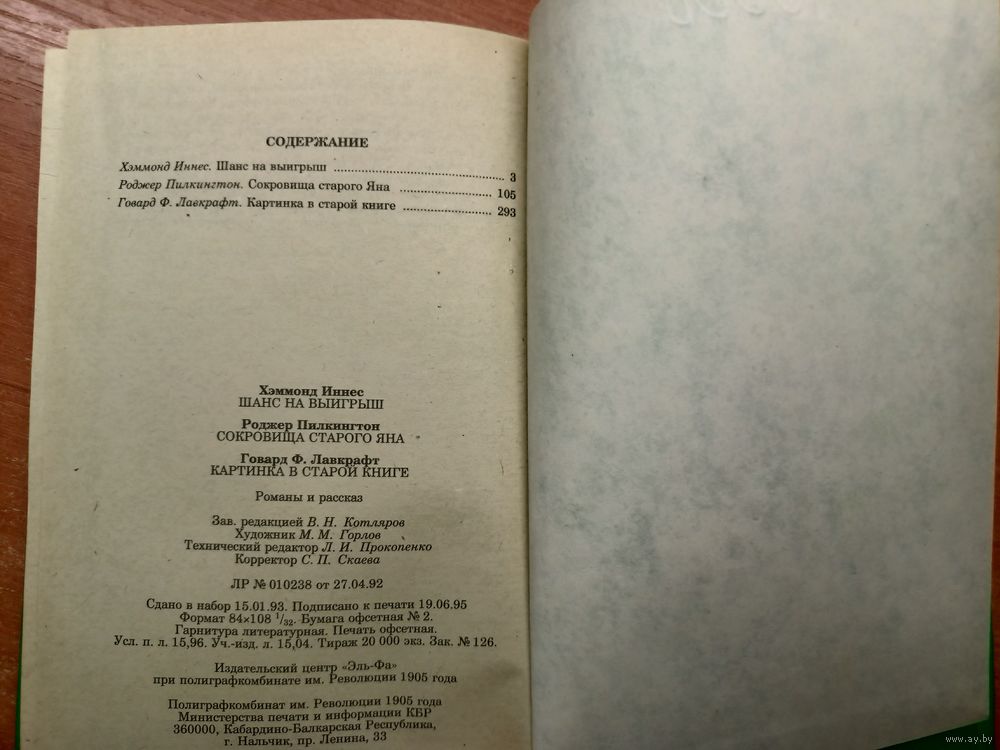 СОДЕРЖАНИЕ
Хэммонд Иннес. Шанс на выигрыш ........................................ 3
Роджер Пилкингтон. Сокровища старого Яна ..................... 105
Говард Ф. Лавкрафт. Картинка в старой книге ..................... 293
Хэммонд Иннес
ШАНС НА ВЫИГРЫШ
Роджер Пилкингтон
СОКРОВИЩА СТАРОГО ЯНА
Говард Ф. Лавкрафт
КАРТИНКА В СТАРОЙ КНИГЕ
Романы и рассказ
Зав. редакцией В. Н. Котляров
Художник М. М. Горлов
Технический редактор Л. И. Прокопенко
Корректор С. П. Скаева
ЛР № 010238 от 27.04.92
Сдано в набор 15.01.93. Подписано к печати 19.06.95
Формат 84×108 1/32. Бумага офсетная № 2.
Гарнитура литературная. Печать офсетная.
Усл. п. л. 15,96. Уч.-изд. л. 15,04. Тираж 20 000 экз. Зак. № 126.
Издательский центр «Эль-Фа»
при полиграфкомбинате им. Революции 1905 года
Полиграфкомбинат им. Революции 1905 года
Министерства печати и информации КБР
360000, Кабардино-Балкарская Республика,
г. Нальчик, пр. Ленина, 33
www.ay.by